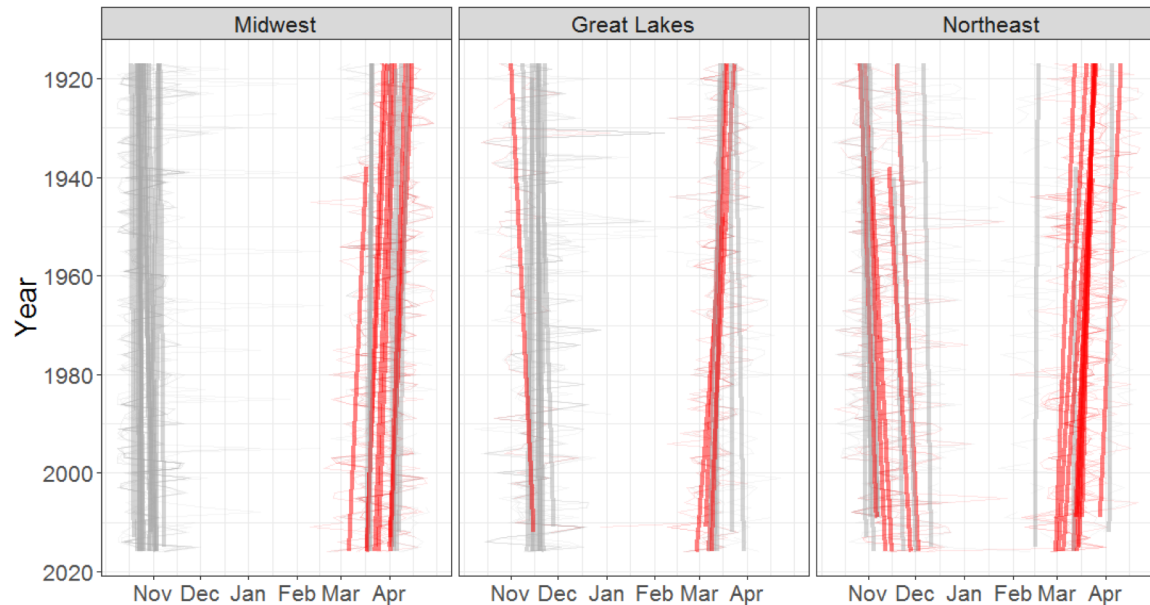 Midwest Great Lakes Northeast
Year
1920
1940
1960
1980
2000
2020
Nov Dec Jan Feb Mar Apr Nov Dec Jan Feb Mar Apr Nov Dec Jan Feb Mar Apr